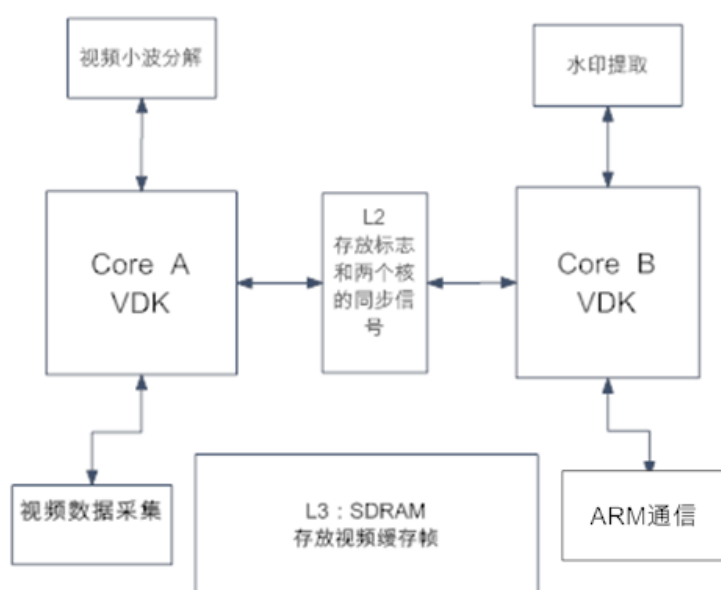 视频小波分解
水印提取
Core A
VDK
L2
存放标志
和两个核
的同步信
号
Core B
VDK
视频数据采集
L3：SDRAM
存放视频缓存帧
ARM通信